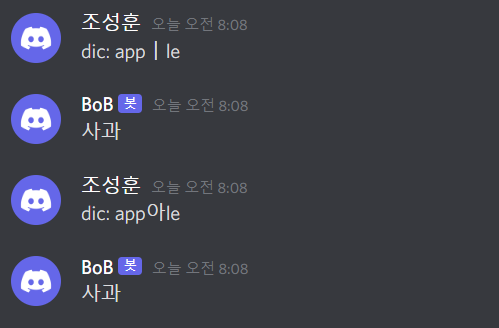 조성훈 오늘 오전 8:08
dic: appㅣle
BoB 봇 오늘 오전 8:08
사과
조성훈 오늘 오전 8:08
dic: app아le
BoB 봇 오늘 오전 8:08
사과